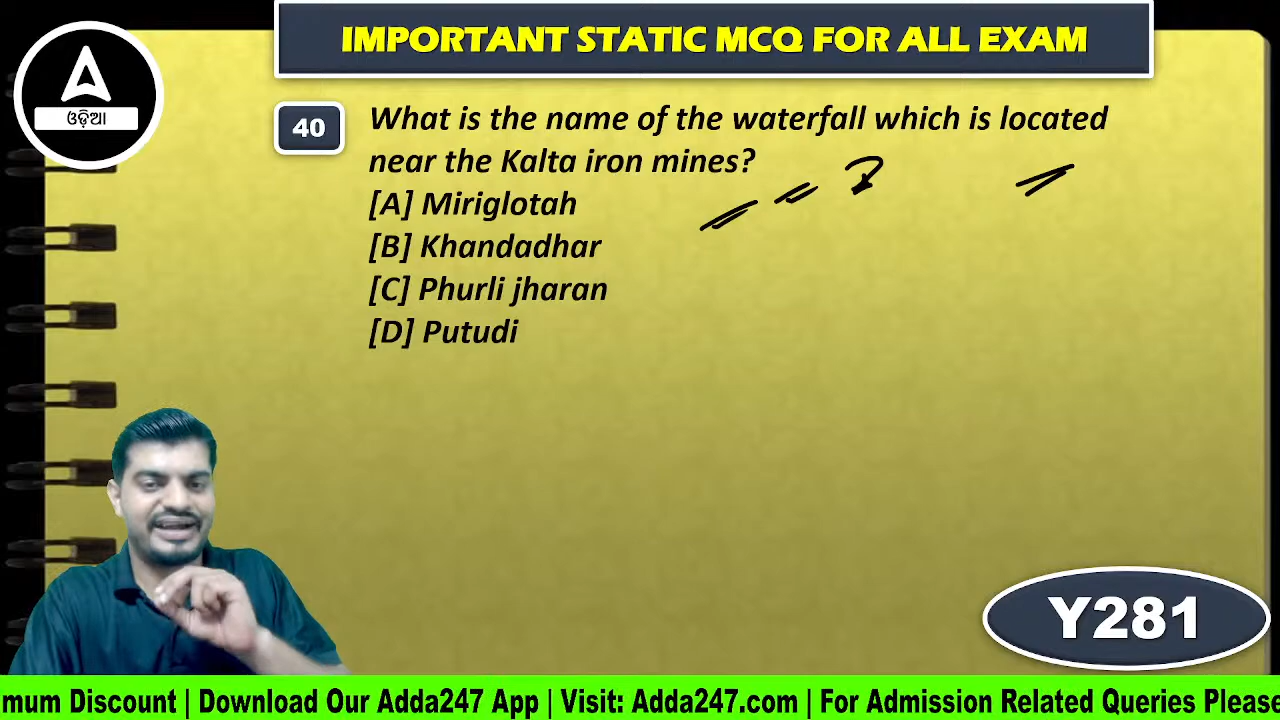 IMPORTANT STATIC MCQ FOR ALL EXAM
ଓଡ଼ିଆ
40
What is the name of the waterfall which is located
near the Kalta iron mines?
[A] Miriglotah
[B] Khandadhar
[C] Phurli jharan
[D] Putudi
Y281
mum Discount | Download Our Adda247 App | Visit: Adda247.com | For Admission Related Queries Please